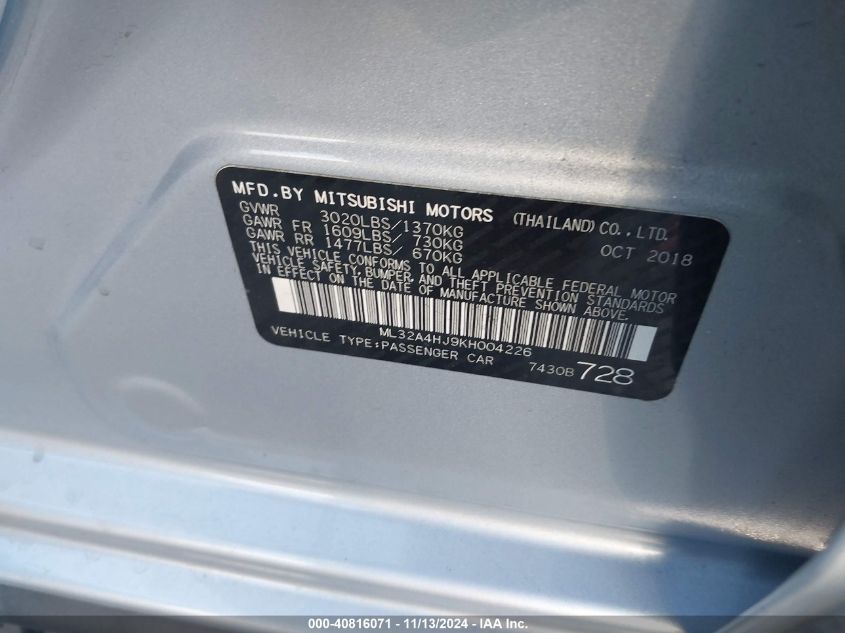 MFD.BY MITSUBISHI MOTORS (THAILAND) CO.,LTD.
GVWR 3020LBS/1370KG OCT 2018
GAWR FR 1609LBS/ 730KG
GAWR RR 1477LBS/ 670KG
THIS VEHICLE CONFORMS TO ALL APPLICABLE FEDERAL MOTOR
VEHICLE SAFETY,BUMPER,AND THEFT PREVENTION STANDARDS
IN EFFECT ON THE DATE OF MANUFACTURE SHOWN ABOVE.
ML32A4HJ9KH004226
VEHICLE TYPE:PASSENGER CAR 7430B 728
000-40816071 - 11/13/2024 - IAA Inc.